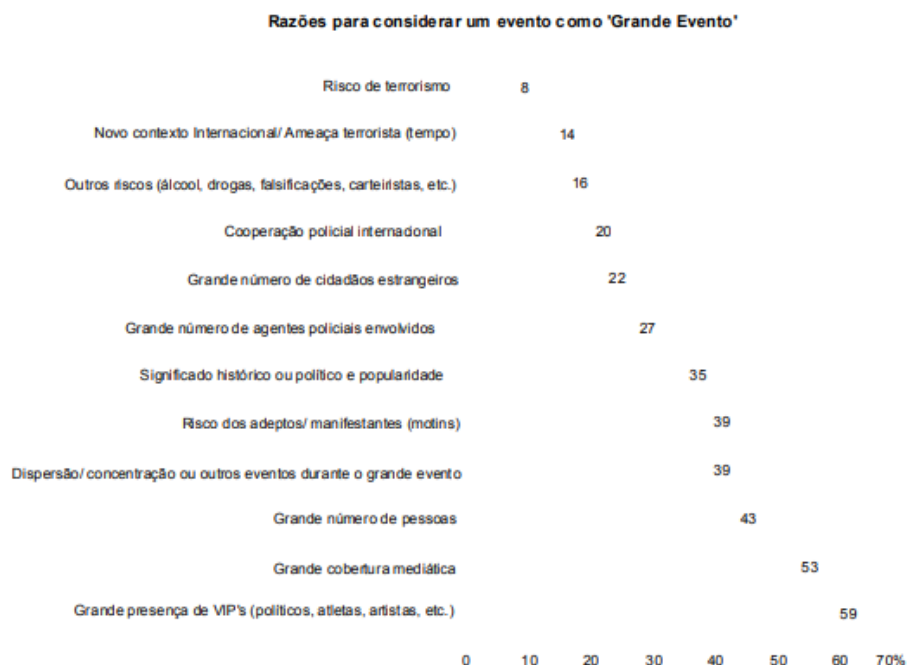 Razões para considerar um evento como 'Grande Evento'
Risco de terrorismo 8
Novo contexto Internacional/ Ameaça terrorista (tempo) 14
Outros riscos (álcool, drogas, falsificações, carteiristas, etc.) 16
Cooperação policial internacional 20
Grande número de cidadãos estrangeiros 22
Grande número de agentes policiais envolvidos 27
Significado histórico ou político e popularidade 35
Risco dos adeptos/ manifestantes (motins) 39
Dispersão/ concentração ou outros eventos durante o grande evento 39
Grande número de pessoas 43
Grande cobertura mediática 53
Grande presença de VIP's (políticos, atletas, artistas, etc.) 59
0 10 20 30 40 50 60 70%